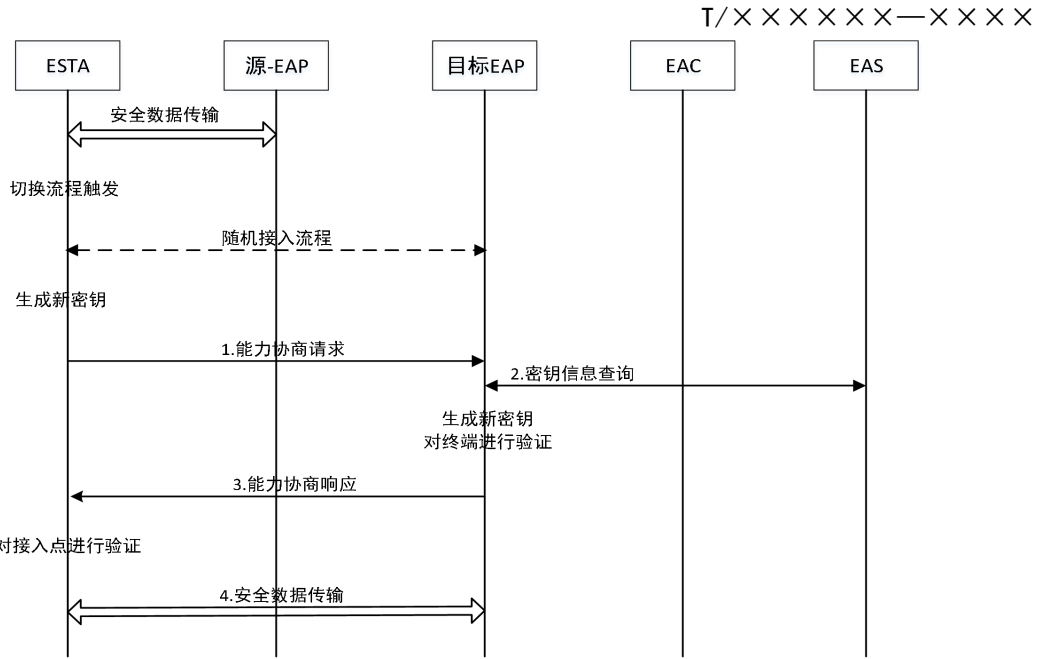 T/××××××—××××
ESTA
源-EAP
目标EAP
EAC
EAS
安全数据传输
切换流程触发
随机接入流程
生成新密钥
1.能力协商请求
2.密钥信息查询
生成新密钥
对终端进行验证
3.能力协商响应
对接入点进行验证
4.安全数据传输